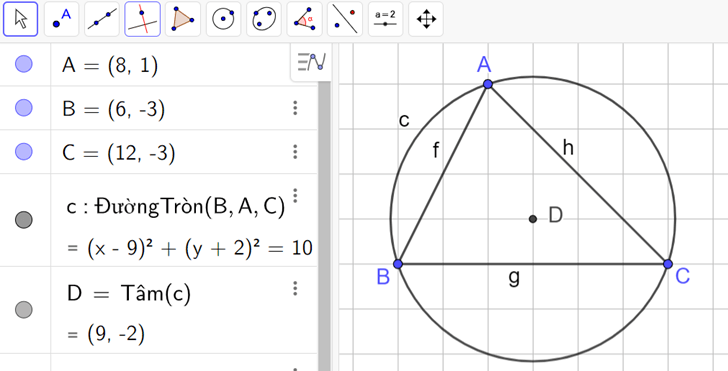 A
a=2
A = (8, 1)
B = (6, -3)
C = (12, -3)
c : ĐườngTròn(B, A, C)
= (x - 9)² + (y + 2)² = 10
D = Tâm(c)
= (9, -2)
A
c
f
h
D
B
g
C